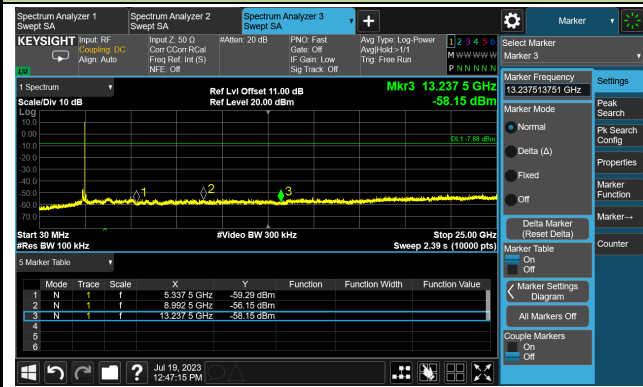 Spectrum Analyzer 1
Swept SA
Spectrum Analyzer 2
Swept SA
Spectrum Analyzer 3
Swept SA
Marker
KEYSIGHT
Input: RF
Coupling: DC
Align: Auto
Input Z: 50 Ω
Corr CCorr RCal
Freq Ref: Int (S)
NFE: Off
#Atten: 20 dB
PNO: Fast
Gate: Off
IF Gain: Low
Sig Track: Off
Avg Type: Log-Power
Avg|Hold:>1/1
Trig: Free Run
1 2 3 4 5 6
M W W W W W
P N N N N N
LXI
Select Marker
Marker 3
1 Spectrum
Scale/Div 10 dB
Ref Lvl Offset 11.00 dB
Ref Level 20.00 dBm
Mkr3 13.237 5 GHz
-58.15 dBm
Log
10.0
0.00
-10.0
-20.0
-30.0
-40.0
-50.0
-60.0
-70.0
DL1 -7.88 dBm
1
2
3
Start 30 MHz
#Res BW 100 kHz
#Video BW 300 kHz
Stop 25.00 GHz
Sweep 2.39 s (10000 pts)
5 Marker Table
Mode Trace Scale X Y Function Function Width Function Value
1 N 1 f 5.337 5 GHz -59.29 dBm
2 N 1 f 8.992 5 GHz -56.15 dBm
3 N 1 f 13.237 5 GHz -58.15 dBm
4
5
6
Marker Frequency
13.237513751 GHz
Marker Mode
Normal
Delta (Δ)
Fixed
Off
Delta Marker
(Reset Delta)
Marker Table
On
Off
Marker Settings
Diagram
All Markers Off
Couple Markers
On
Off
Settings
Peak
Search
Pk Search
Config
Properties
Marker
Function
Marker→
Counter
Jul 19, 2023
12:47:15 PM